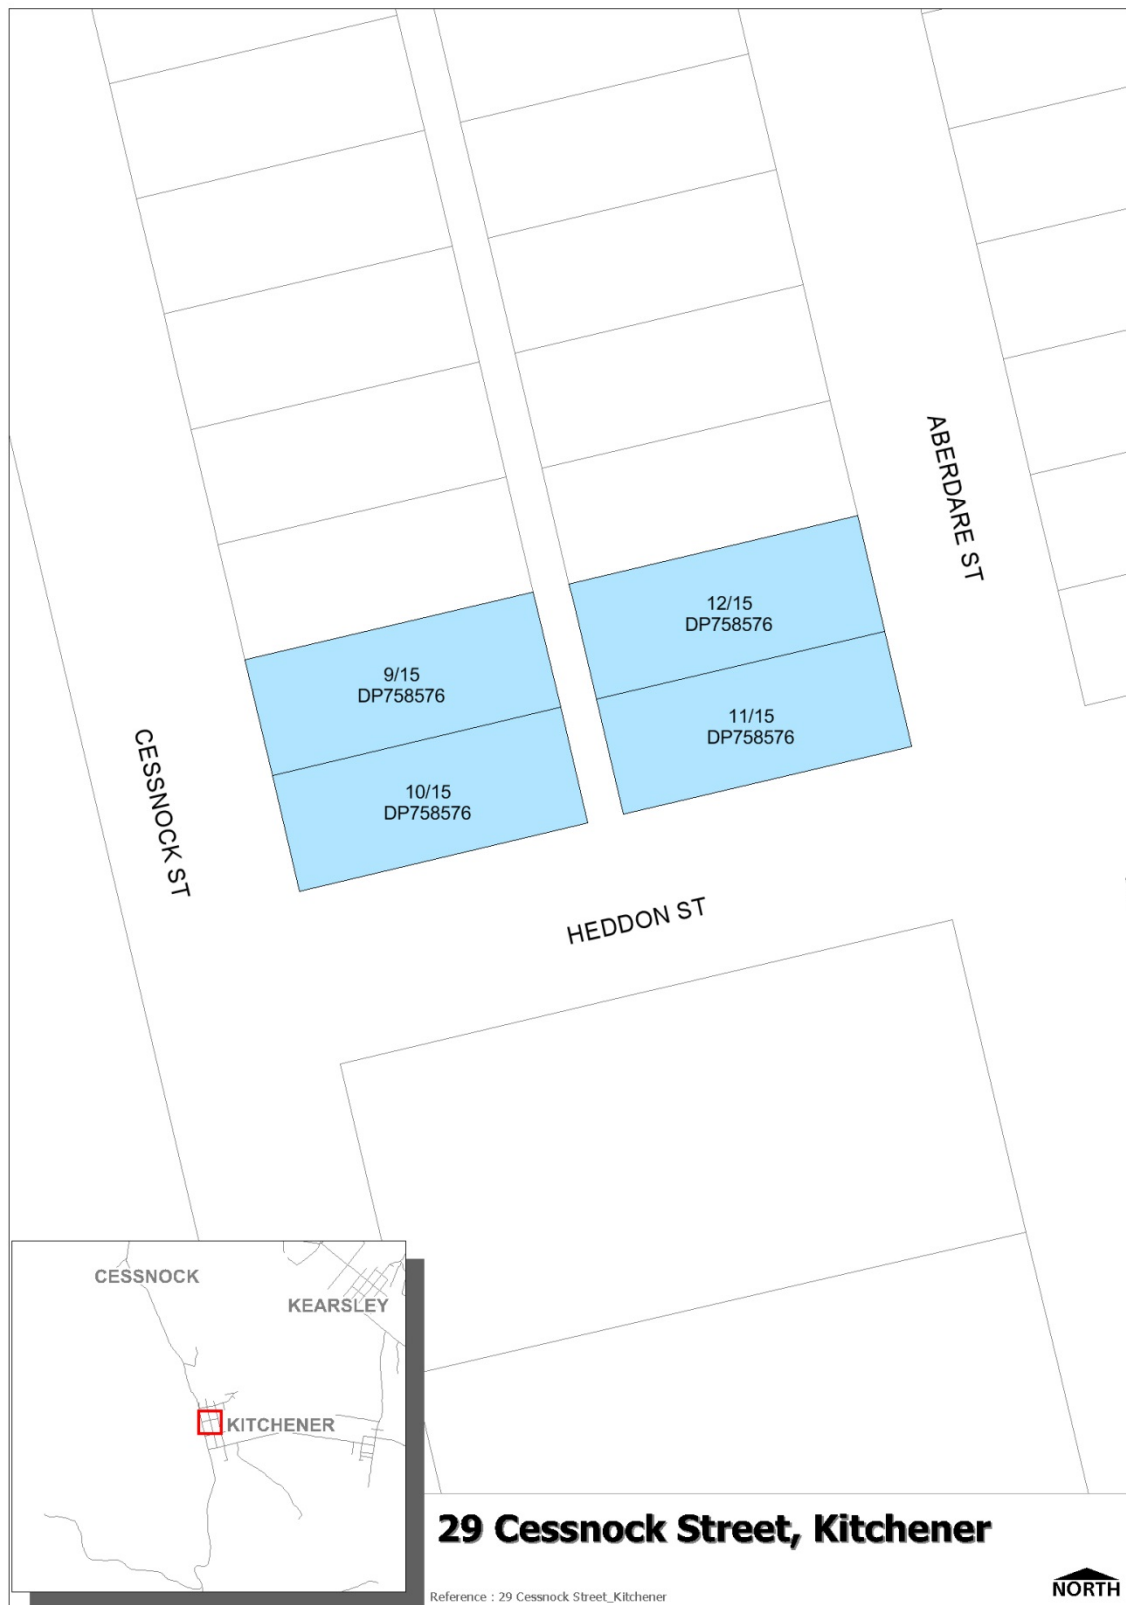 ABERDARE ST
12/15
DP758576
9/15
DP758576
11/15
DP758576
CESSNOCK ST
10/15
DP758576
HEDDON ST
CESSNOCK
KEARSLEY
KITCHENER
29 Cessnock Street, Kitchener
Reference : 29 Cessnock Street_Kitchener
NORTH